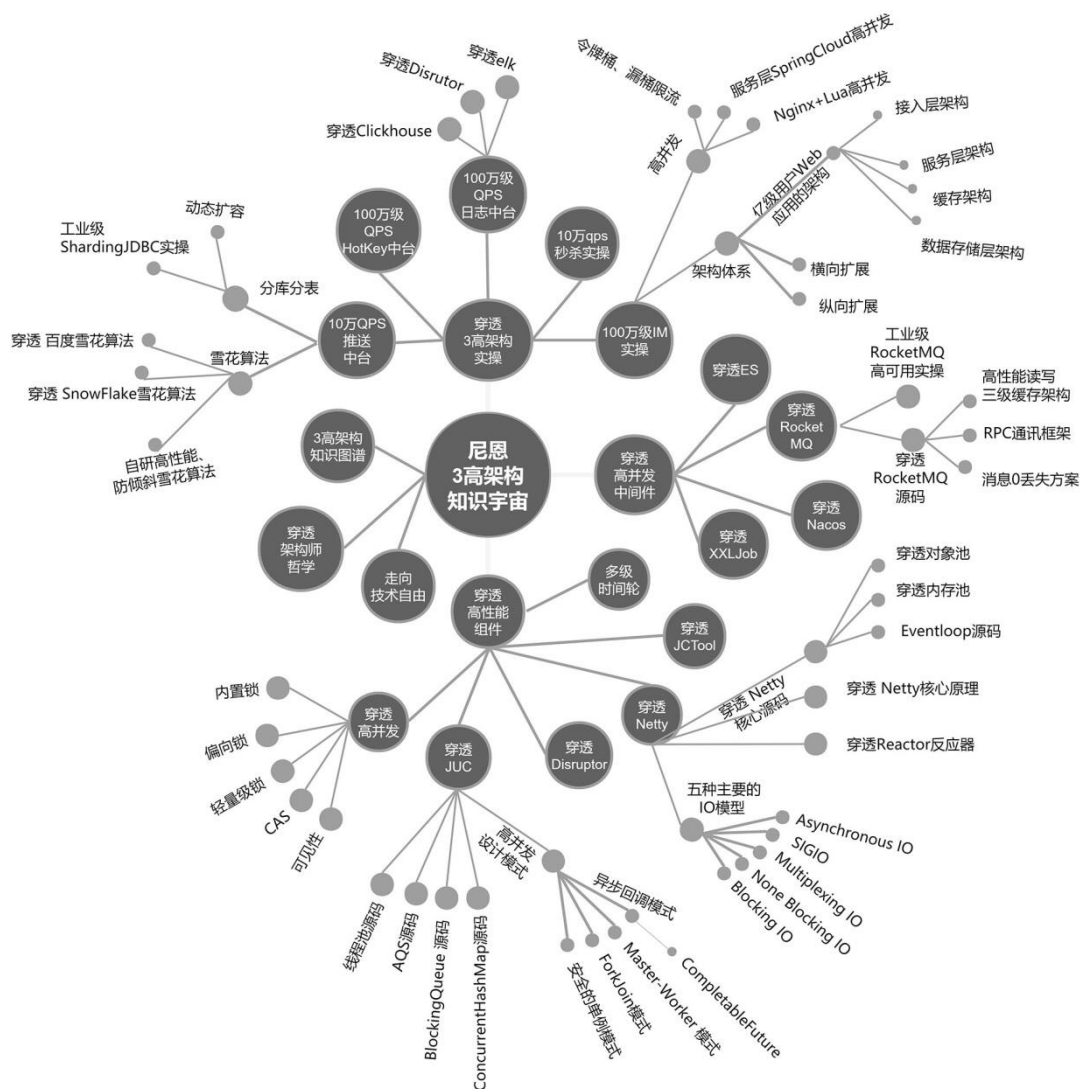 尼恩
3高架构
知识宇宙
穿透
3高架构
实操
100万级
QPS
日志中台
穿透Clickhouse
穿透Disrutor
穿透elk
100万级
QPS
HotKey中台
10万qps
秒杀实操
10万QPS
推送
中台
分库分表
动态扩容
工业级
ShardingJDBC实操
雪花算法
穿透 百度雪花算法
穿透 SnowFlake雪花算法
自研高性能、
防倾斜雪花算法
100万级IM
实操
高并发
令牌桶、漏桶限流
服务层SpringCloud高并发
Nginx+Lua高并发
架构体系
亿级用户Web
应用的架构
接入层架构
服务层架构
缓存架构
数据存储层架构
横向扩展
纵向扩展
穿透
高并发
中间件
穿透ES
穿透
Rocket
MQ
工业级
RocketMQ
高可用实操
穿透
RocketMQ
源码
高性能读写
三级缓存架构
RPC通讯框架
消息0丢失方案
穿透
Nacos
穿透
XXLJob
3高架构
知识图谱
穿透
架构师
哲学
走向
技术自由
穿透
高性能
组件
多级
时间轮
穿透
JCTool
穿透
Netty
穿透 Netty
核心源码
穿透对象池
穿透内存池
Eventloop源码
穿透 Netty核心原理
穿透Reactor反应器
五种主要的
IO模型
Asynchronous IO
SIGIO
Multiplexing IO
None Blocking IO
Blocking IO
穿透
Disruptor
穿透
JUC
线程池源码
AQS源码
BlockingQueue 源码
ConcurrentHashMap源码
高并发
设计模式
异步回调模式
CompletableFuture
Master-Worker 模式
ForkJoin模式
安全的单例模式
穿透
高并发
内置锁
偏向锁
轻量级锁
CAS
可见性